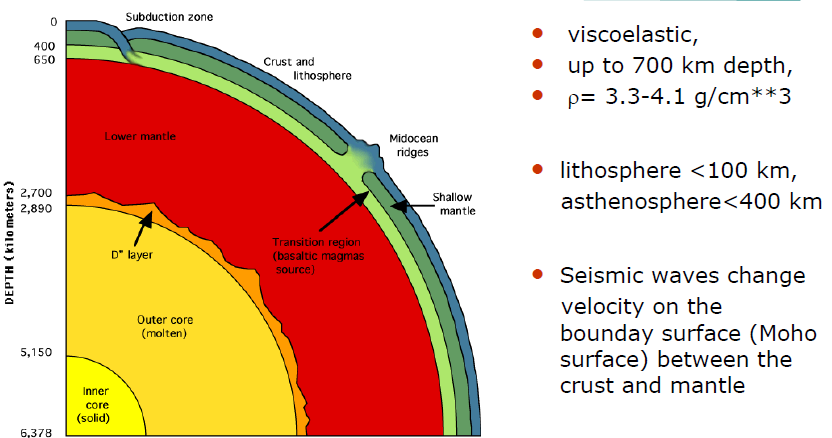 Subduction zone
0
400
650
Crust and
lithosphere
Lower mantle
Midocean
ridges
2,700
2,890
Shallow
mantle
D" layer
Transition region
(basaltic magmas
source)
DEPTH (kilometers)
Outer core
(molten)
5,150
Inner
core
(solid)
6,378
• viscoelastic,
• up to 700 km depth,
• ρ= 3.3-4.1 g/cm**3
• lithosphere <100 km,
asthenosphere<400 km
• Seismic waves change
velocity on the
bounday surface (Moho
surface) between the
crust and mantle